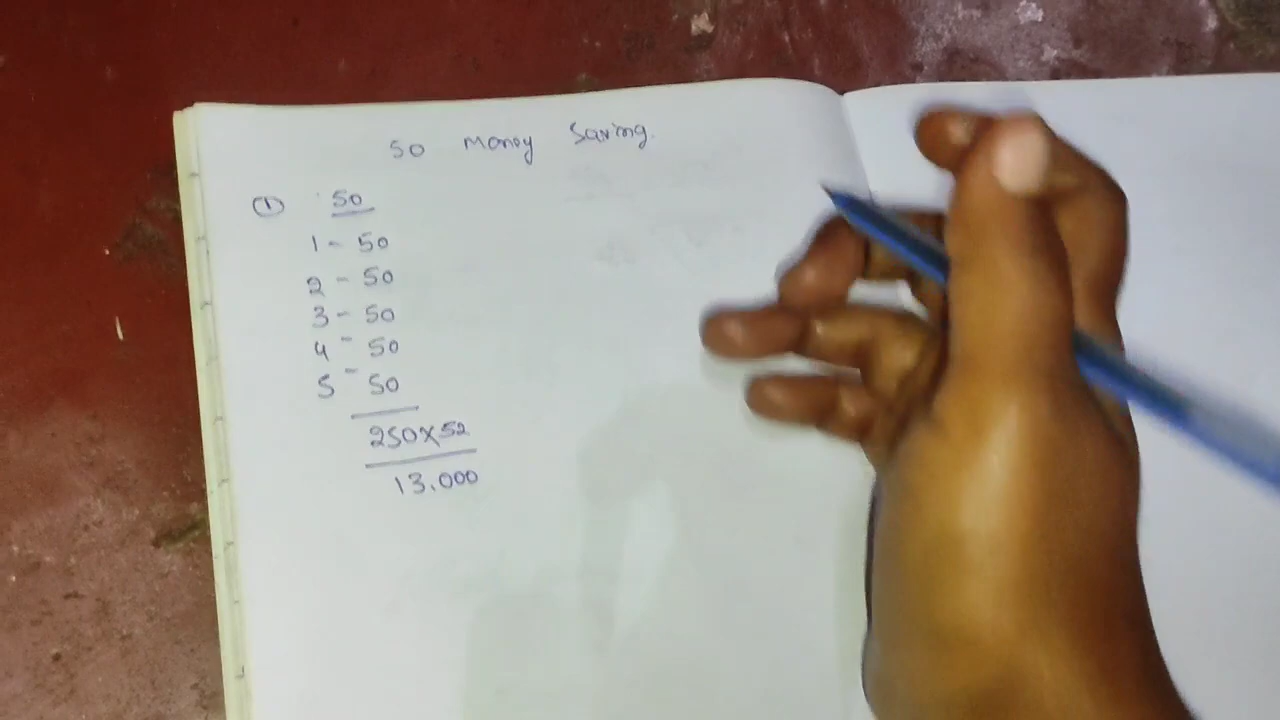 50 Money Saving.
① 50
1 - 50
2 - 50
3 - 50
4 - 50
5 - 50
250x52
13.000